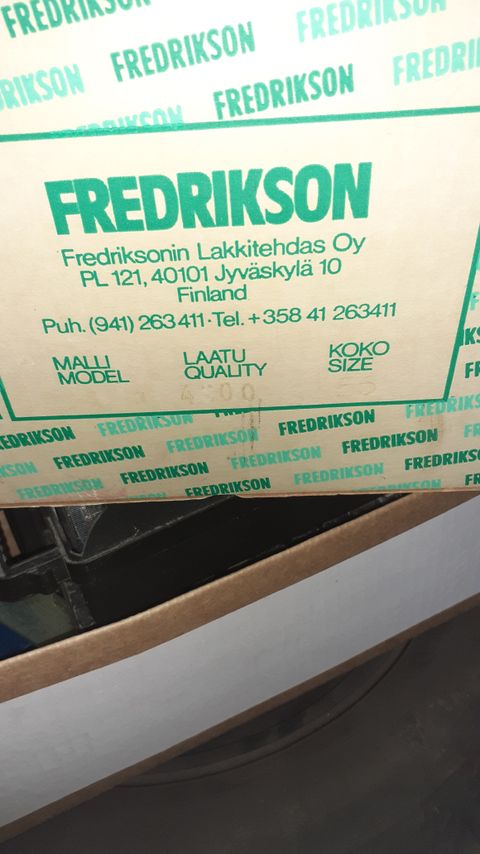 FREDRIKSON
FREDRIKSON
FREDRIKSON
FREDRIKSON
FREDRIKSON
FREDRIKSON
Fredriksonin Lakkitehdas Oy
PL 121, 40101 Jyväskylä 10
Finland
Puh. (941) 263 411 · Tel. +358 41 263411
MALLI LAATU KOKO
MODEL QUALITY SIZE
FREDRIKSON FREDRIKSON
FREDRIKSON FREDRIKSON FREDRIKSON
FREDRIKSON FREDRIKSON FREDRIKSON
FREDRIKSON FREDRIKSON FREDRIKSON
FREDRIKSON